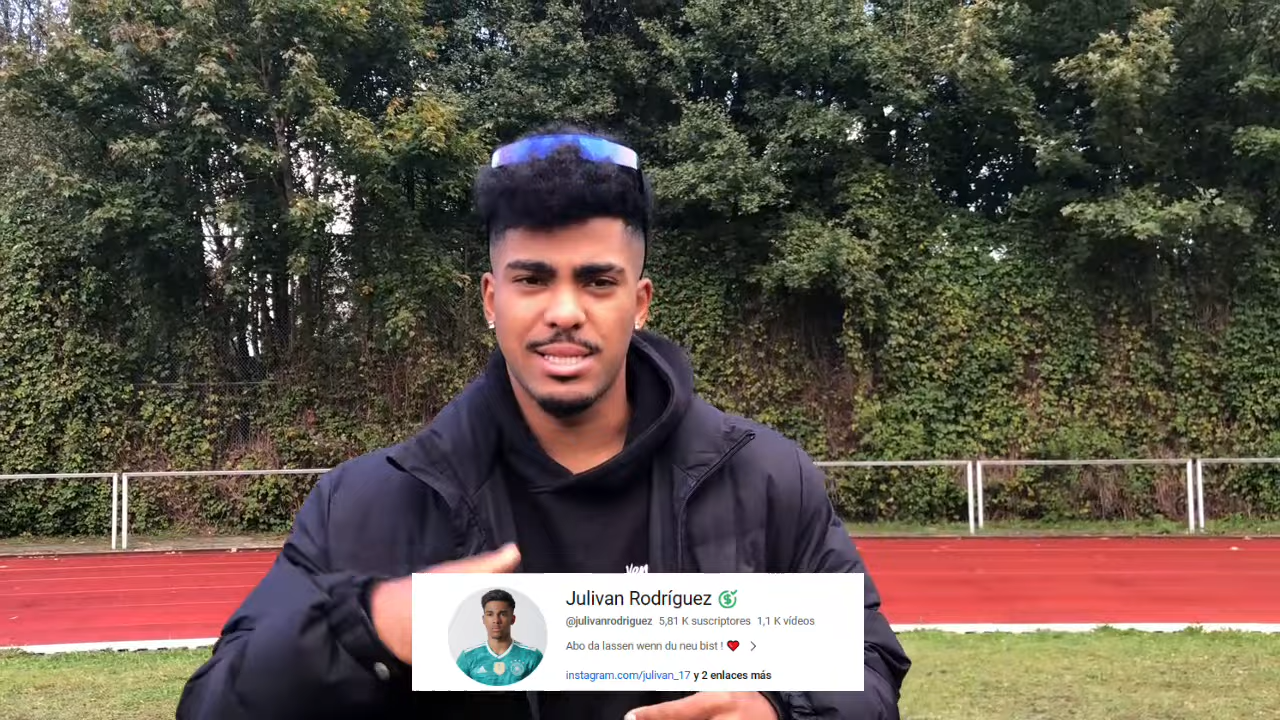 van
Julivan Rodríguez
@julivanrodriguez 5,81 K suscriptores 1,1 K vídeos
Abo da lassen wenn du neu bist ! ❤️
instagram.com/julivan_17 y 2 enlaces más